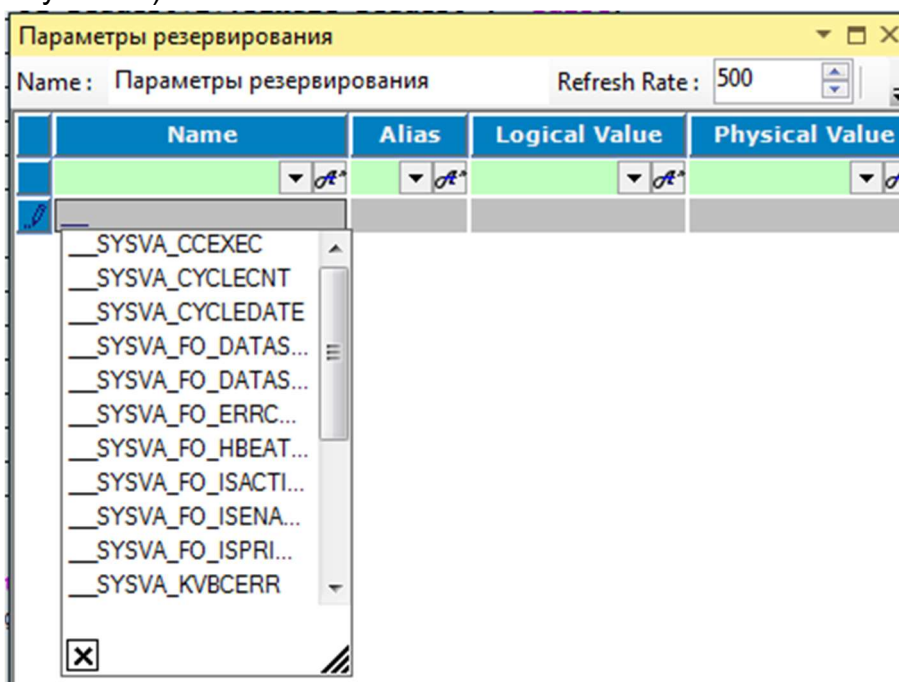 Параметры резервирования
Name : Параметры резервирования Refresh Rate : 500
Name Alias Logical Value Physical Value
__
__SYSVA_CCEXEC
__SYSVA_CYCLECNT
__SYSVA_CYCLEDATE
__SYSVA_FO_DATAS...
__SYSVA_FO_DATAS...
__SYSVA_FO_ERRC...
__SYSVA_FO_HBEAT...
__SYSVA_FO_ISACTI...
__SYSVA_FO_ISENA...
__SYSVA_FO_ISPRI...
__SYSVA_KVBCERR